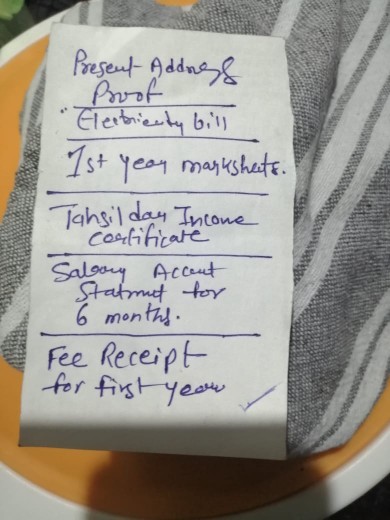 Present Address
Proof
Electricity bill
1st year marksheets.
Tahsildar Income
certificate
Salary Accout
Statmnt for
6 months.
Fee Receipt
for first year